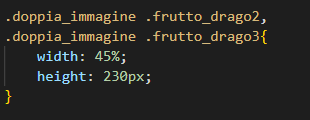 .doppia_immagine .frutto_drago2,
.doppia_immagine .frutto_drago3{
    width: 45%;
    height: 230px;
}